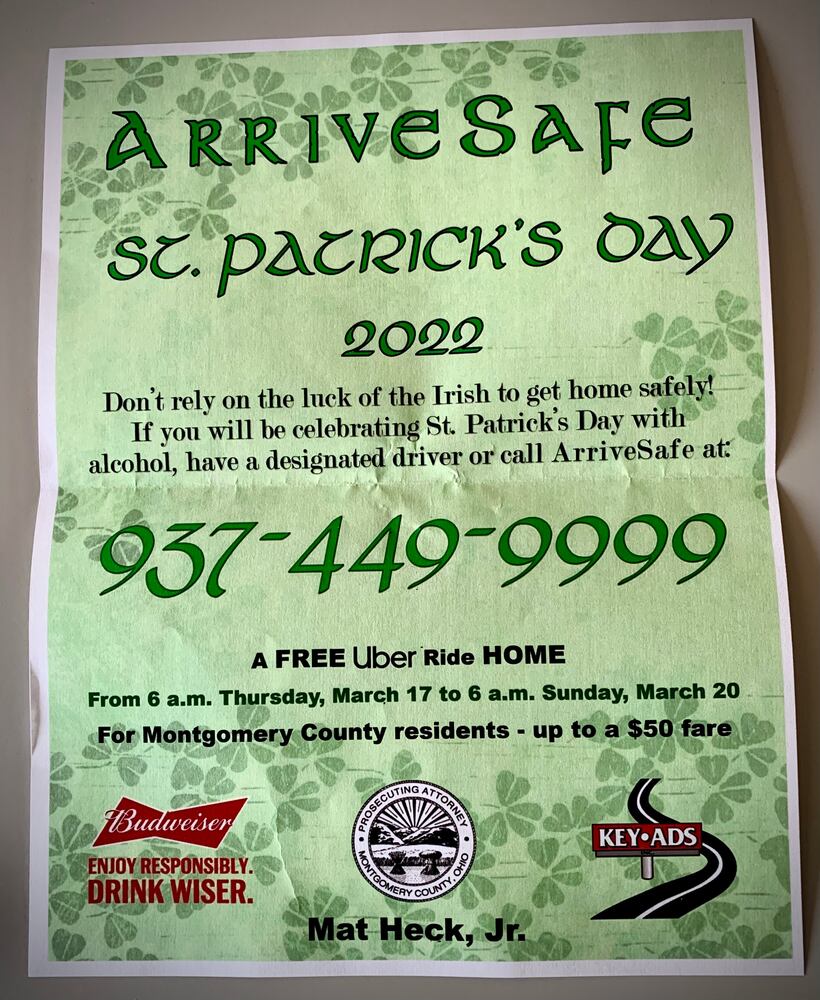 ArriveSafe
St. Patrick's Day
2022
Don't rely on the luck of the Irish to get home safely!
If you will be celebrating St. Patrick's Day with
alcohol, have a designated driver or call ArriveSafe at:
937-449-9999
A FREE Uber Ride HOME
From 6 a.m. Thursday, March 17 to 6 a.m. Sunday, March 20
For Montgomery County residents - up to a $50 fare
Budweiser
ENJOY RESPONSIBLY.
DRINK WISER.
PROSECUTING ATTORNEY
MONTGOMERY COUNTY, OHIO
Mat Heck, Jr.
KEY•ADS